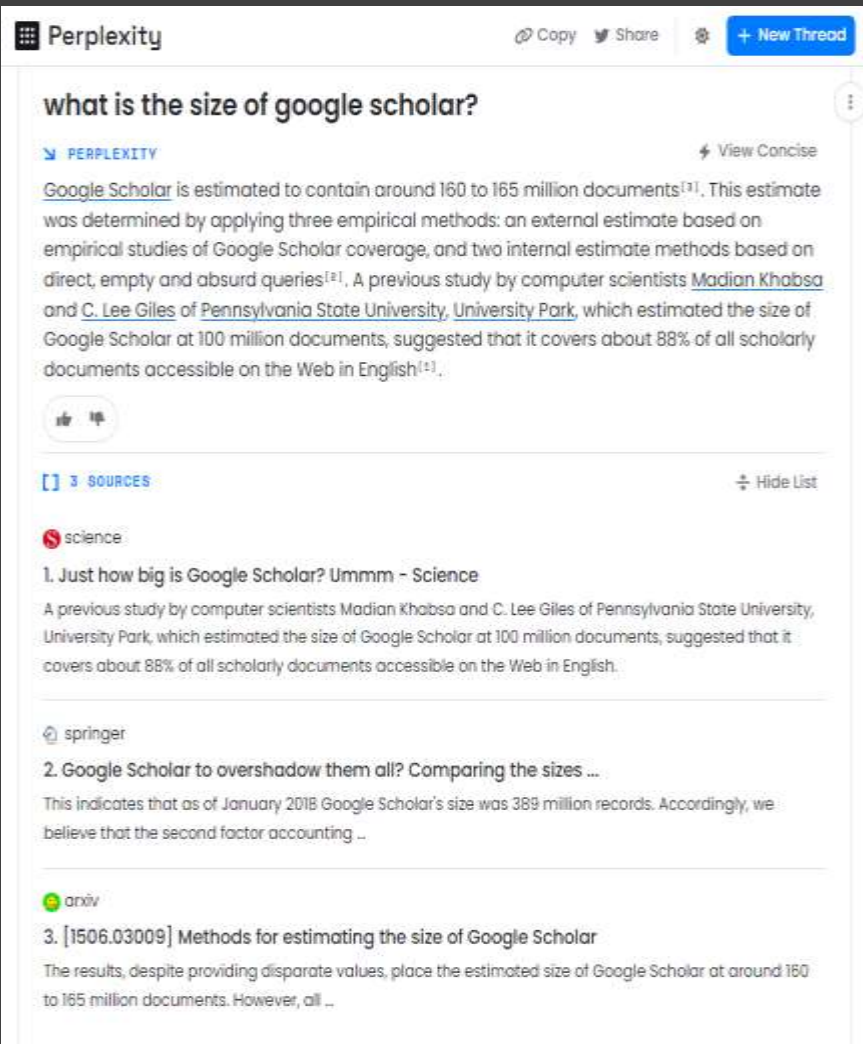 Perplexity
Copy Share + New Thread
what is the size of google scholar?
PERPLEXITY View Concise
Google Scholar is estimated to contain around 160 to 165 million documents[3]. This estimate
was determined by applying three empirical methods: an external estimate based on
empirical studies of Google Scholar coverage, and two internal estimate methods based on
direct, empty and absurd queries[2]. A previous study by computer scientists Madian Khabsa
and C. Lee Giles of Pennsylvania State University, University Park, which estimated the size of
Google Scholar at 100 million documents, suggested that it covers about 88% of all scholarly
documents accessible on the Web in English[1].
3 SOURCES Hide List
science
1. Just how big is Google Scholar? Ummm - Science
A previous study by computer scientists Madian Khabsa and C. Lee Giles of Pennsylvania State University,
University Park, which estimated the size of Google Scholar at 100 million documents, suggested that it
covers about 88% of all scholarly documents accessible on the Web in English.
springer
2. Google Scholar to overshadow them all? Comparing the sizes ...
This indicates that as of January 2018 Google Scholar's size was 389 million records. Accordingly, we
believe that the second factor accounting ...
arxiv
3. [1506.03009] Methods for estimating the size of Google Scholar
The results, despite providing disparate values, place the estimated size of Google Scholar at around 160
to 165 million documents. However, all ...